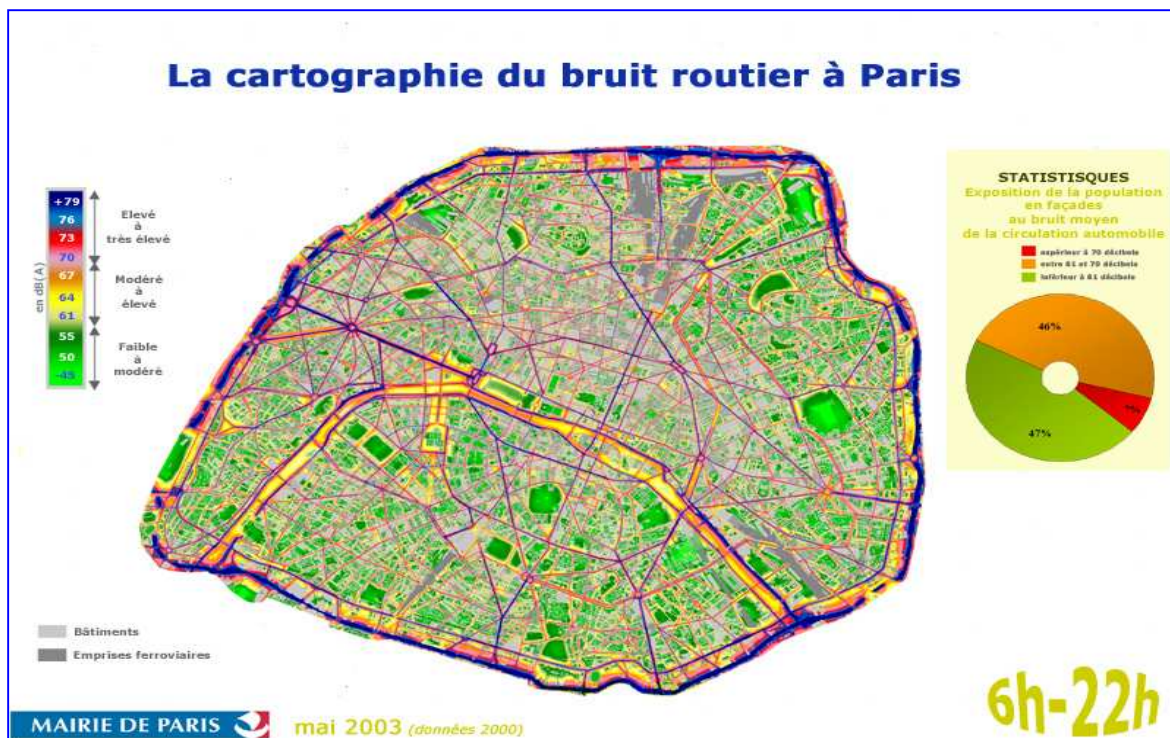 La cartographie du bruit routier à Paris
en dB(A)
+79
76
73
70
67
64
61
55
50
-45
Elevé
à
très élevé
Modéré
à
élevé
Faible
à
modéré
STATISTISQUES
Exposition de la population
en façades
au bruit moyen
de la circulation automobile
expérieur à 70 décibels
entre 61 et 70 décibels
inférieur à 61 décibels
46%
7%
47%
Bâtiments
Emprises ferroviaires
MAIRIE DE PARIS
mai 2003 (données 2000)
6h-22h